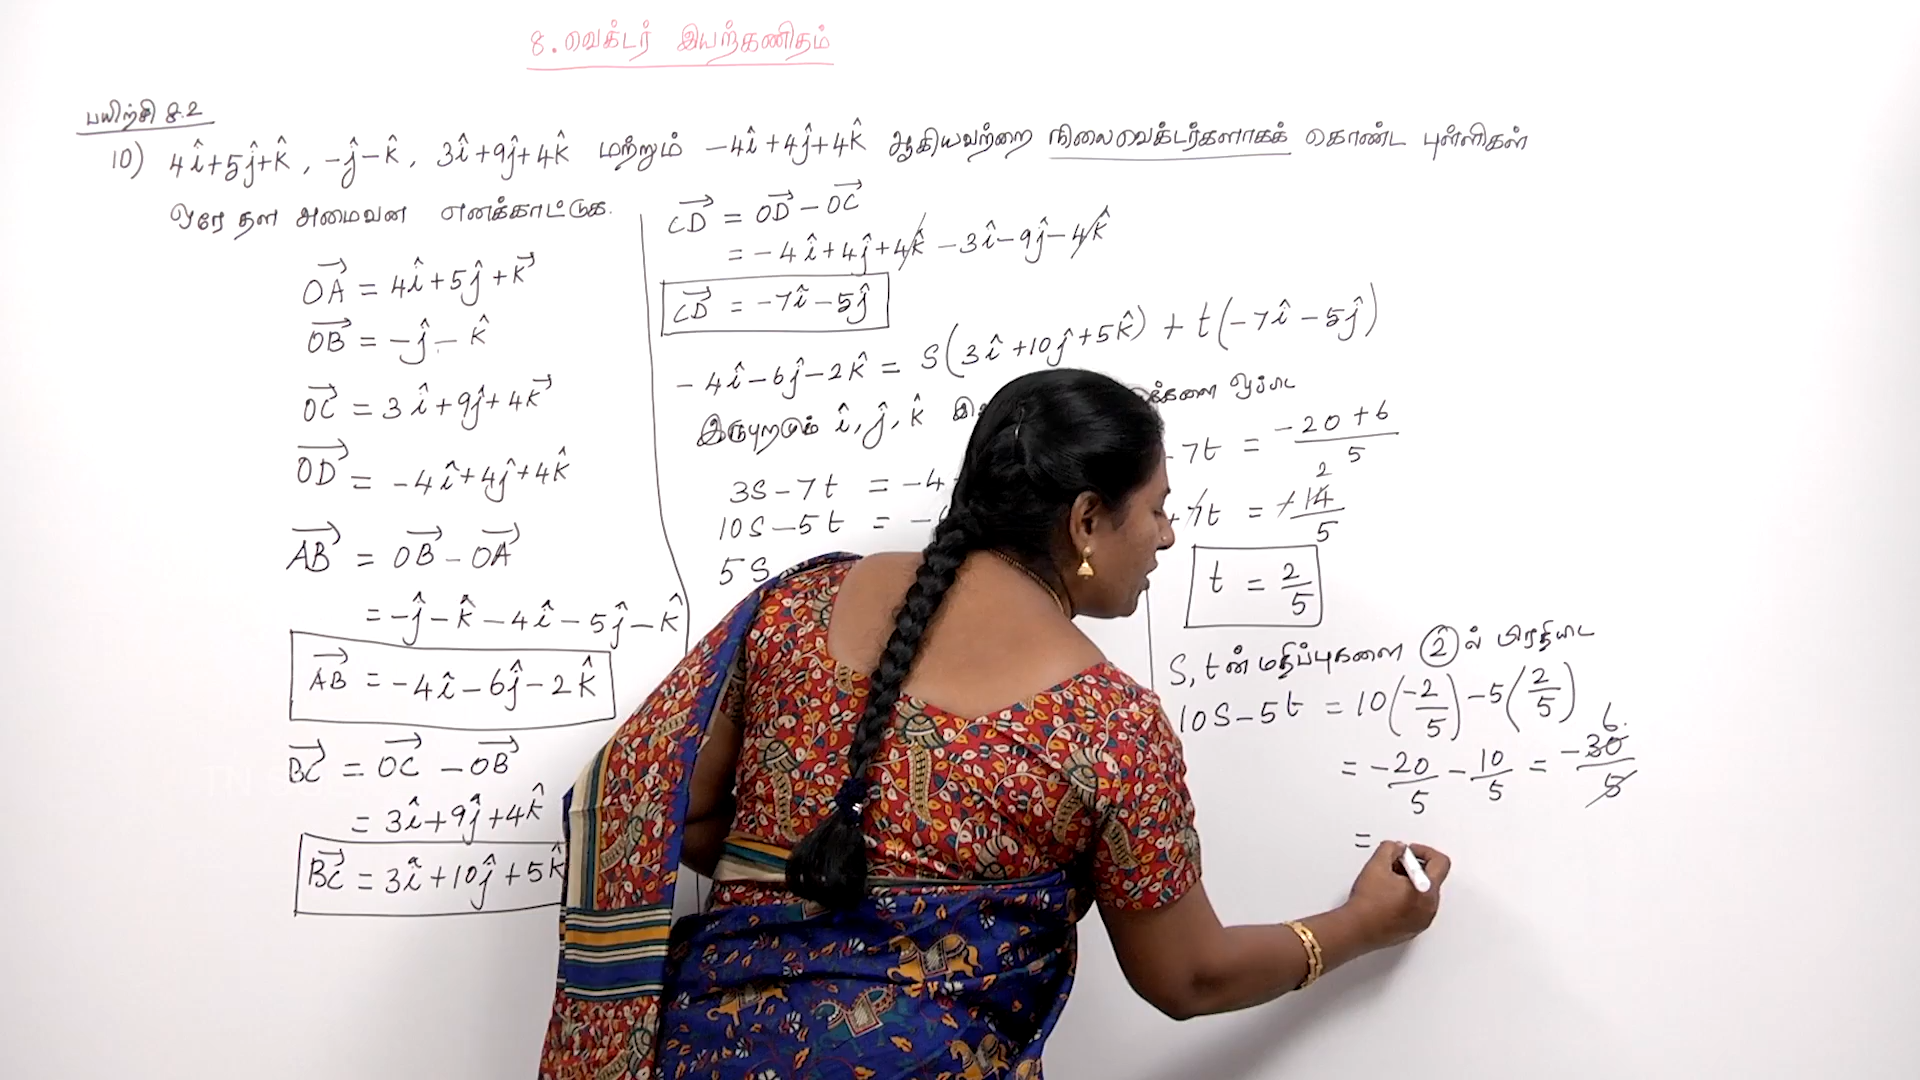 8. வெக்டர் இயற்கணிதம்
பயிற்சி 8.2
10) 4î+5ĵ+k̂, -ĵ-k̂, 3î+9ĵ+4k̂ மற்றும் -4î+4ĵ+4k̂ ஆகியவற்றை நிலைவெக்டர்களாகக் கொண்ட புள்ளிகள்
ஒரே தள அமைவன எனக்காட்டுக.
OA⃗ = 4î+5ĵ+k⃗
OB⃗ = -ĵ-k̂
OC⃗ = 3î+9ĵ+4k⃗
OD⃗ = -4î+4ĵ+4k̂
AB⃗ = OB⃗ - OA⃗
= -ĵ-k̂-4î-5ĵ-k̂
AB⃗ = -4î-6ĵ-2k̂
BC⃗ = OC⃗ - OB⃗
= 3î+9ĵ+4k̂
BC⃗ = 3î+10ĵ+5k̂
CD⃗ = OD⃗ - OC⃗
= -4î+4ĵ+4k̂-3î-9ĵ-4k̂
CD⃗ = -7î-5ĵ
-4î-6ĵ-2k̂ = S(3î+10ĵ+5k̂) + t(-7î-5ĵ)
இருபுறமும் î, ĵ, k̂
3S-7t = -4
10S-5t = -
5S
7t = -20+6/5
+7t = +14/5 2
t = 2/5
S, t ன் மதிப்புகளை ② ல் பிரதியிட
10S-5t = 10(-2/5) -5(2/5)
= -20/5 - 10/5 = -30/5 6
=